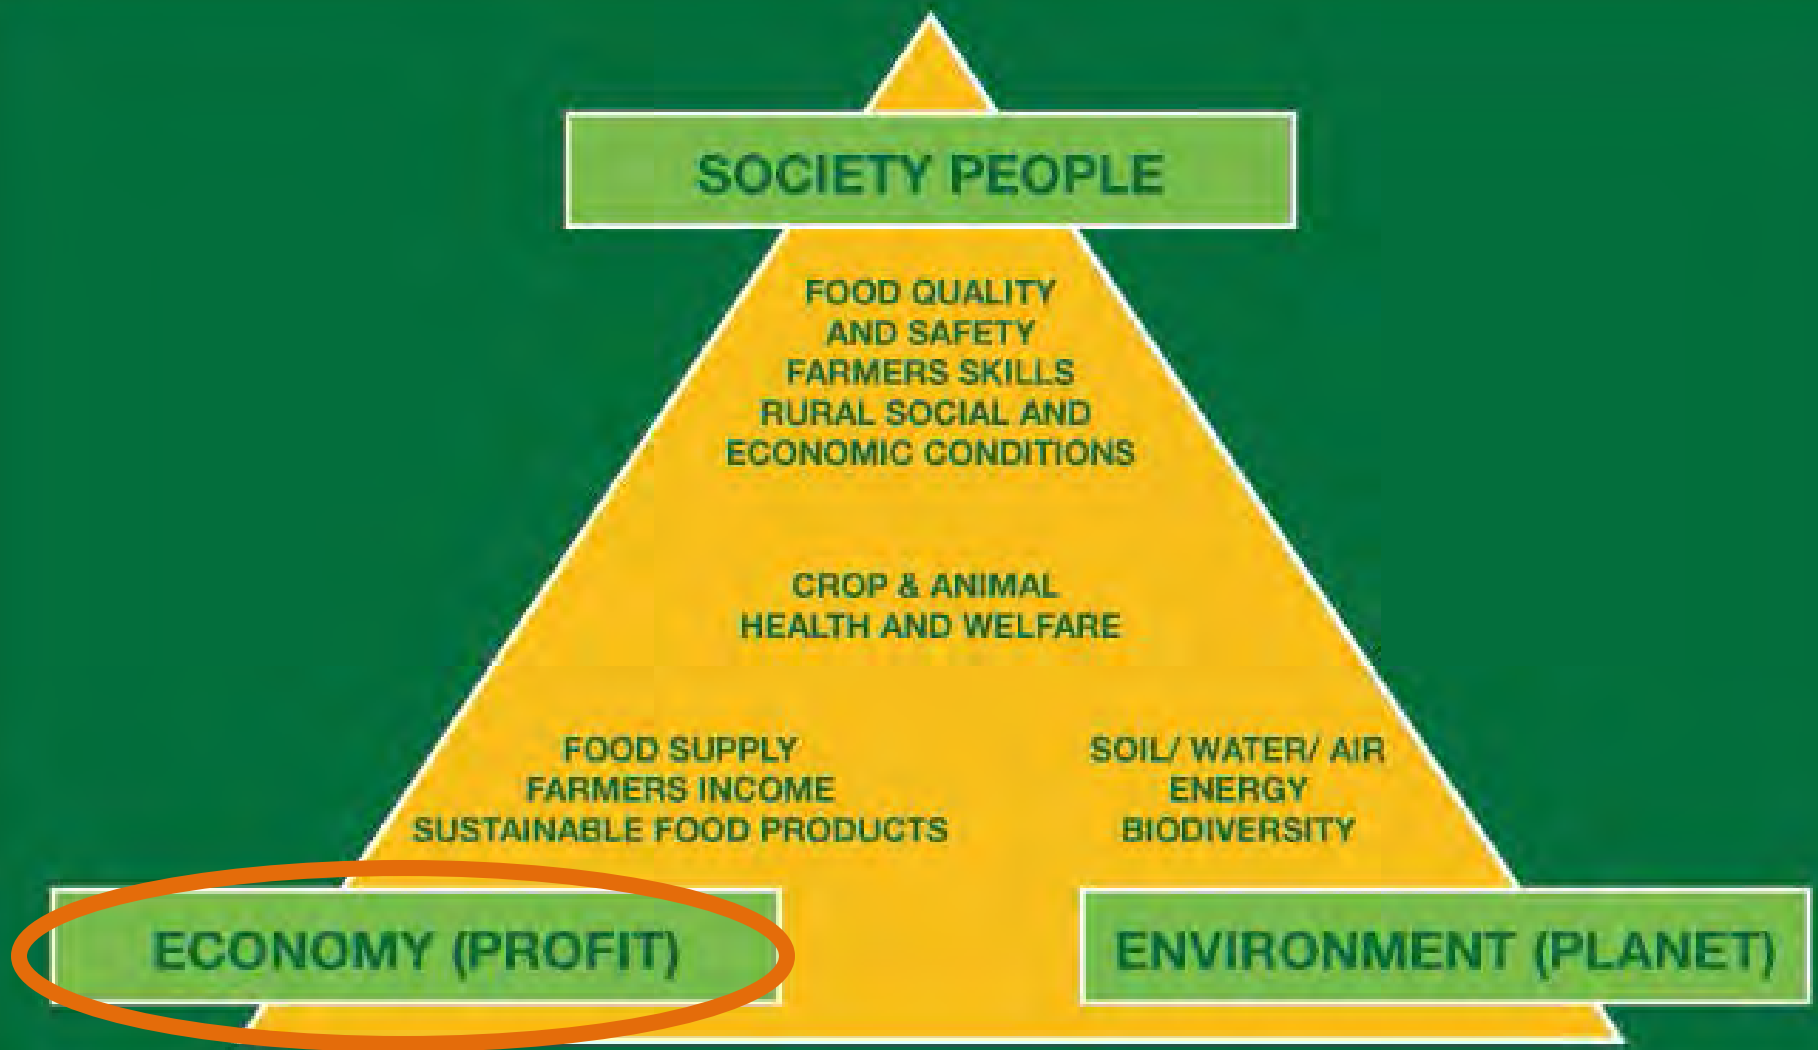 SOCIETY PEOPLE
FOOD QUALITY
AND SAFETY
FARMERS SKILLS
RURAL SOCIAL AND
ECONOMIC CONDITIONS
CROP & ANIMAL
HEALTH AND WELFARE
FOOD SUPPLY
FARMERS INCOME
SUSTAINABLE FOOD PRODUCTS
SOIL/ WATER/ AIR
ENERGY
BIODIVERSITY
ECONOMY (PROFIT)
ENVIRONMENT (PLANET)